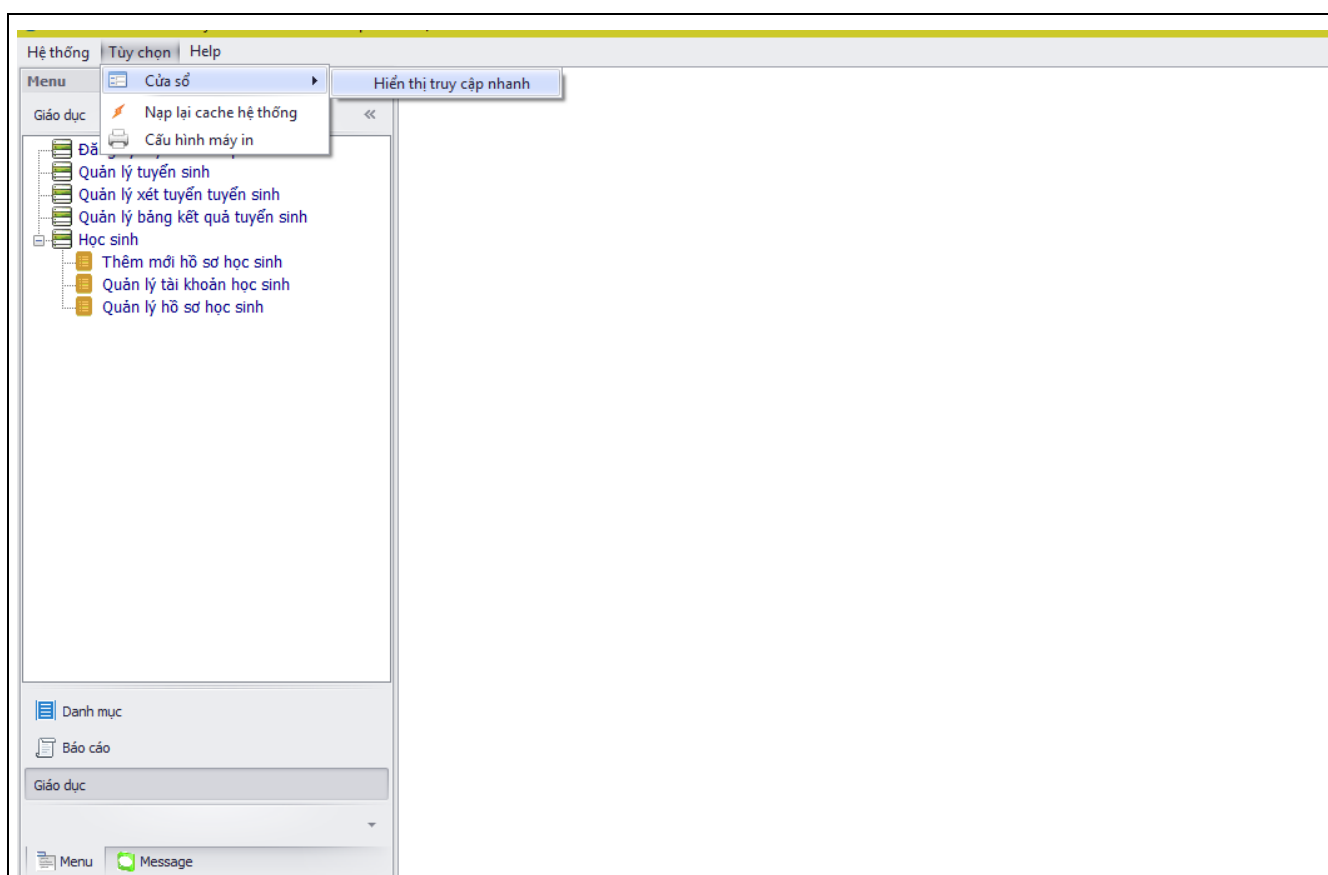 Hệ thống Tùy chọn Help
Menu
Cửa sổ
Hiển thị truy cập nhanh
Giáo dục
Nạp lại cache hệ thống
Cấu hình máy in
Quản lý tuyển sinh
Quản lý xét tuyển tuyển sinh
Quản lý bảng kết quả tuyển sinh
Học sinh
Thêm mới hồ sơ học sinh
Quản lý tài khoản học sinh
Quản lý hồ sơ học sinh
Danh mục
Báo cáo
Giáo dục
Menu Message